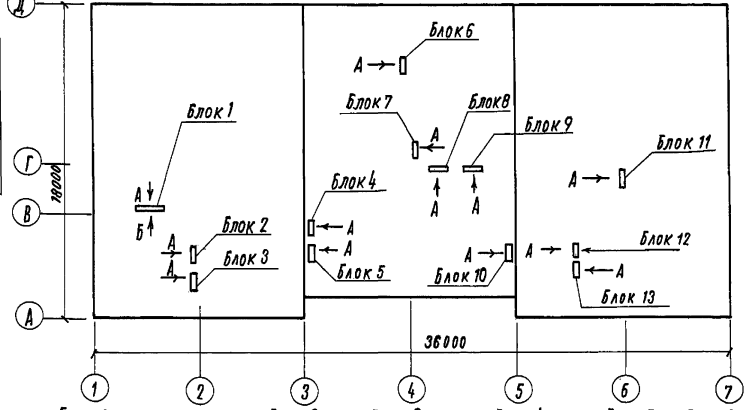 Д
Блок 6
А
Блок 7
А
Блок 8
Блок 9
Блок 1
Г
А
А
А
Блок 11
А
18000
Блок 4
В
Б
А
Блок 2
А
А
А
А
Блок 12
А
Блок 3
Блок 5
Блок 10
А
Блок 13
А
36000
1
2
3
4
5
6
7